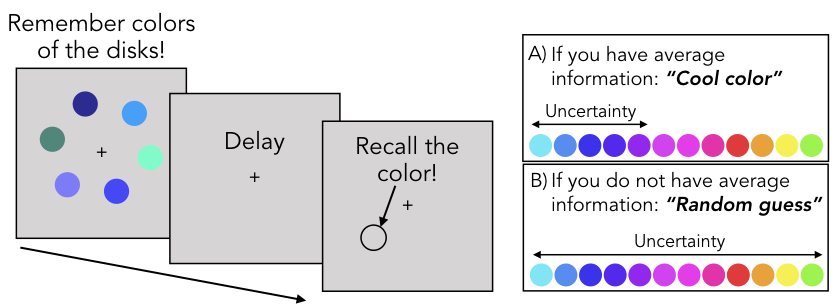 Remember colors
of the disks!
+
Delay
+
Recall the
color!
+
A) If you have average
information: "Cool color"
Uncertainty
B) If you do not have average
information: "Random guess"
Uncertainty